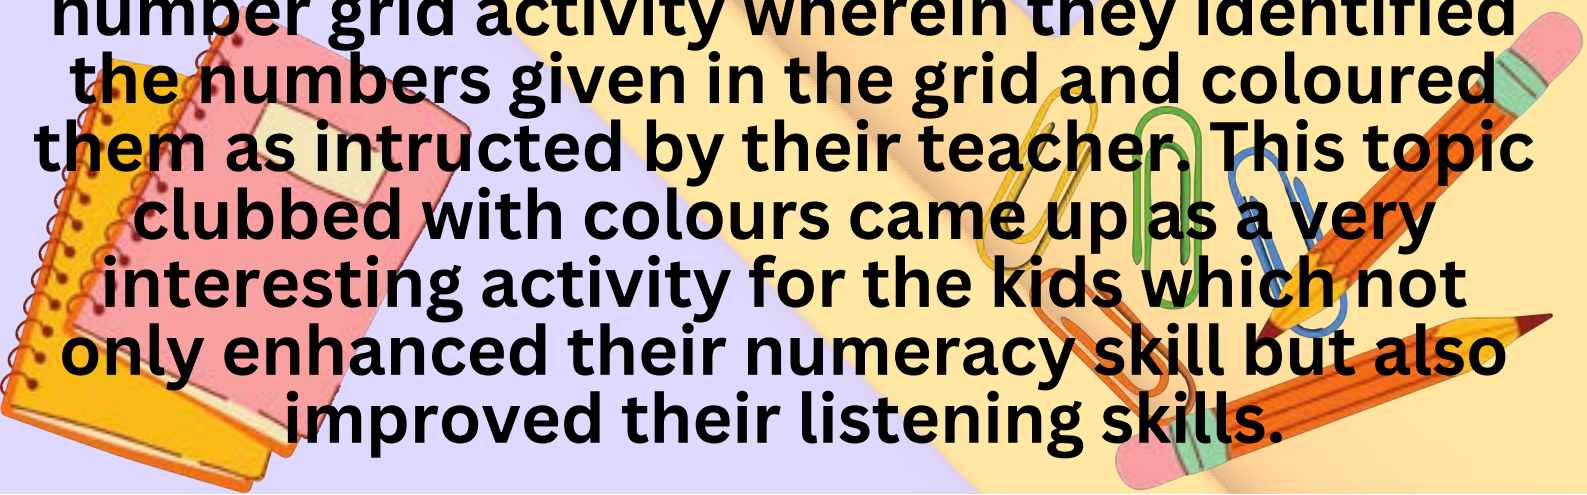 number grid activity wherein they identified
the numbers given in the grid and coloured
them as intructed by their teacher. This topic
clubbed with colours came up as a very
interesting activity for the kids which not
only enhanced their numeracy skill but also
improved their listening skills.